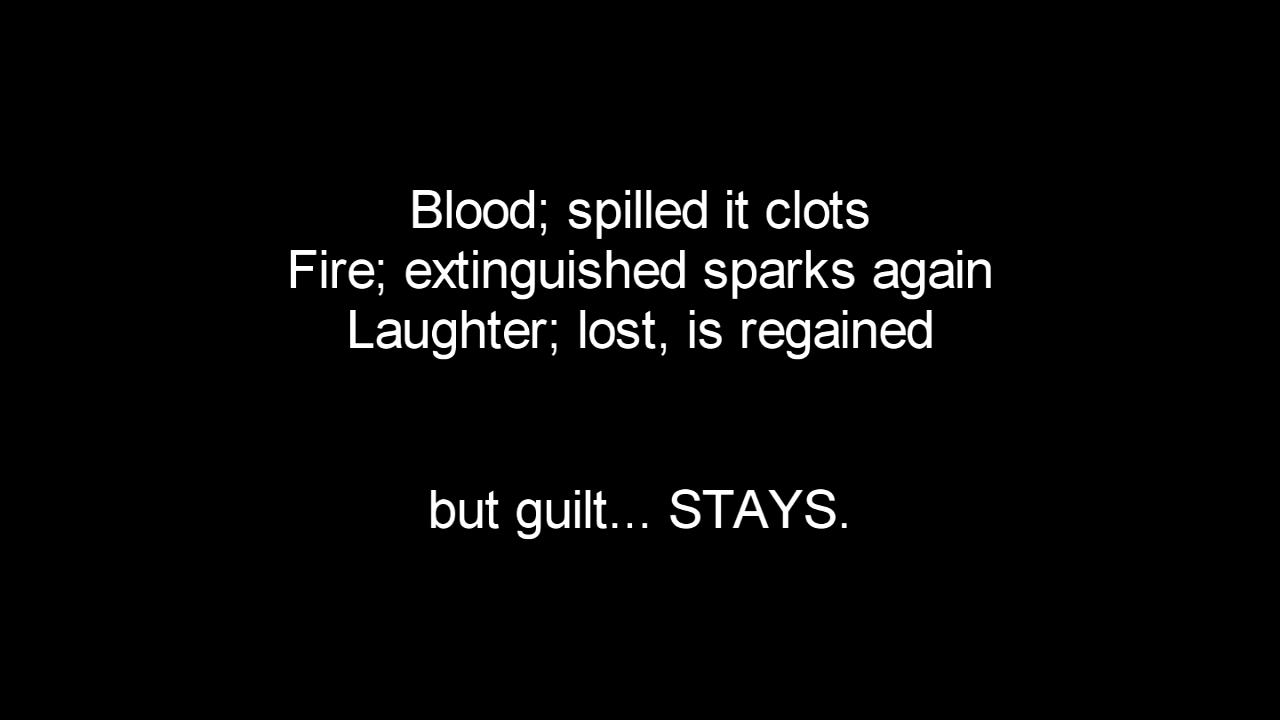 Blood; spilled it clots
Fire; extinguished sparks again
Laughter; lost, is regained
but guilt... STAYS.